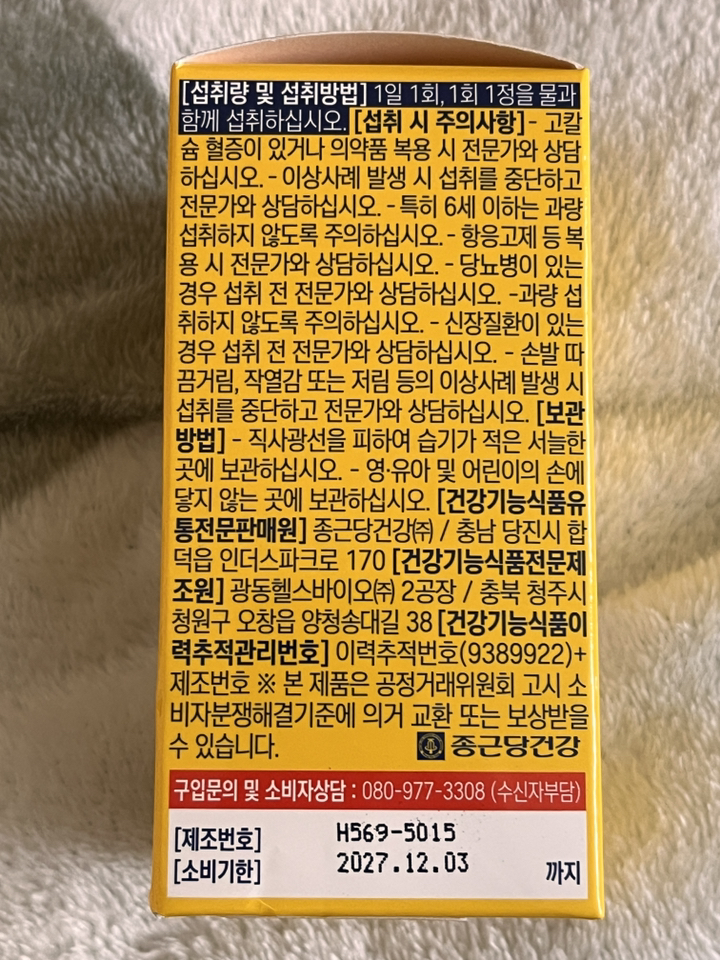 [섭취량 및 섭취방법] 1일 1회, 1회 1정을 물과
함께 섭취하십시오. [섭취 시 주의사항] - 고칼
슘 혈증이 있거나 의약품 복용 시 전문가와 상담
하십시오. - 이상사례 발생 시 섭취를 중단하고
전문가와 상담하십시오. - 특히 6세 이하는 과량
섭취하지 않도록 주의하십시오. - 항응고제 등 복
용 시 전문가와 상담하십시오. - 당뇨병이 있는
경우 섭취 전 전문가와 상담하십시오. -과량 섭
취하지 않도록 주의하십시오. - 신장질환이 있는
경우 섭취 전 전문가와 상담하십시오. - 손발 따
끔거림, 작열감 또는 저림 등의 이상사례 발생 시
섭취를 중단하고 전문가와 상담하십시오. [보관
방법] - 직사광선을 피하여 습기가 적은 서늘한
곳에 보관하십시오. - 영·유아 및 어린이의 손에
닿지 않는 곳에 보관하십시오. [건강기능식품유
통전문판매원] 종근당건강㈜ / 충남 당진시 합
덕읍 인더스파크로 170 [건강기능식품전문제
조원] 광동헬스바이오㈜ 2공장 / 충북 청주시
청원구 오창읍 양청송대길 38 [건강기능식품이
력추적관리번호] 이력추적번호(9389922)+
제조번호 ※ 본 제품은 공정거래위원회 고시 소
비자분쟁해결기준에 의거 교환 또는 보상받을
수 있습니다. 종근당건강
구입문의 및 소비자상담 : 080-977-3308 (수신자부담)
[제조번호] H569-5015
[소비기한] 2027.12.03 까지